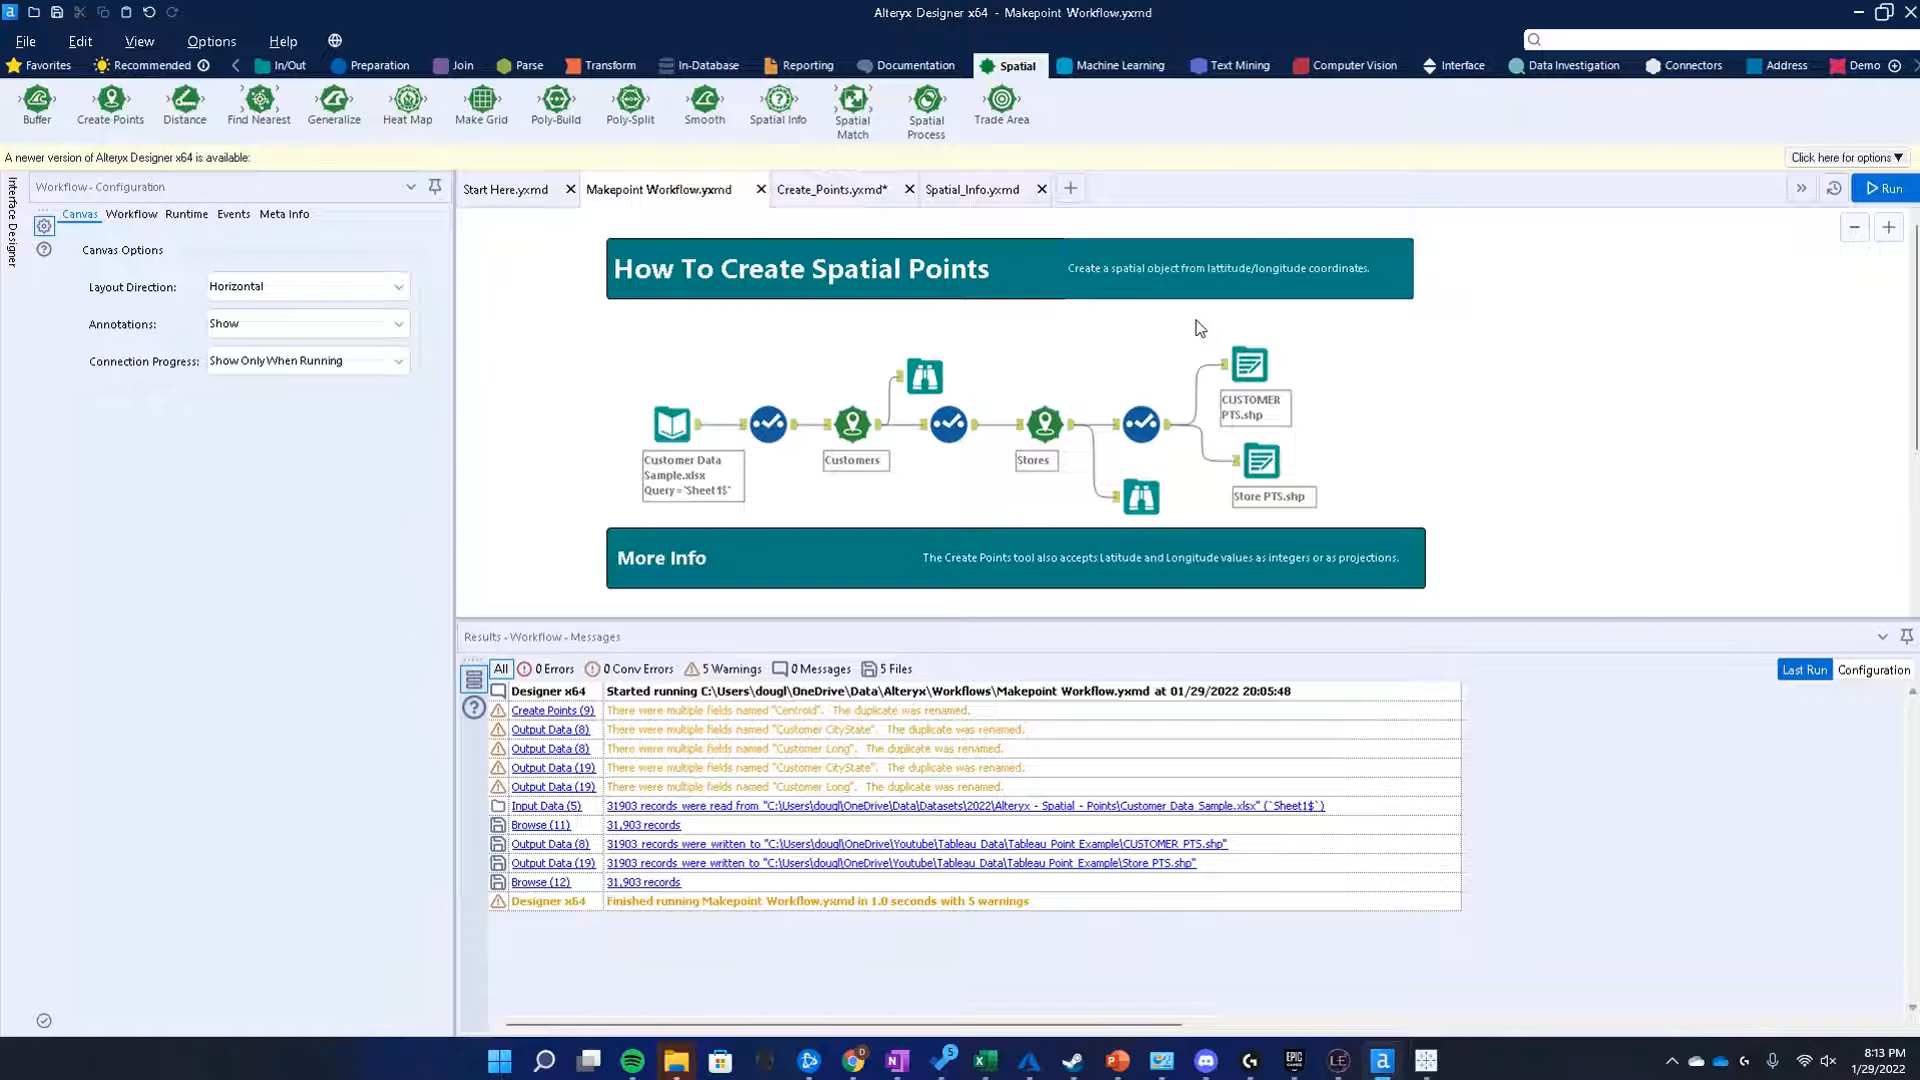 Alteryx Designer x64 - Makepoint Workflow.yxmd
File Edit View Options Help
Favorites Recommended In/Out Preparation Join Parse Transform In-Database Reporting Documentation Spatial Machine Learning Text Mining Computer Vision Interface Data Investigation Connectors Address Demo
Buffer Create Points Distance Find Nearest Generalize Heat Map Make Grid Poly-Build Poly-Split Smooth Spatial Info Spatial Match Spatial Process Trade Area
A newer version of Alteryx Designer x64 is available:
Click here for options ▼
Interface Designer
Workflow - Configuration
Start Here.yxmd Makepoint Workflow.yxmd Create_Points.yxmd* Spatial_Info.yxmd
Run
Canvas Workflow Runtime Events Meta Info
Canvas Options
Layout Direction: Horizontal
Annotations: Show
Connection Progress: Show Only When Running
How To Create Spatial Points
Create a spatial object from lattitude/longitude coordinates.
CUSTOMER
PTS.shp
Customer Data
Sample.xlsx
Query=`Sheet1$`
Customers
Stores
Store PTS.shp
More Info
The Create Points tool also accepts Latitude and Longitude values as integers or as projections.
Results - Workflow - Messages
All 0 Errors 0 Conv Errors 5 Warnings 0 Messages 5 Files
Last Run Configuration
Designer x64 Started running C:\Users\dougl\OneDrive\Data\Alteryx\Workflows\Makepoint Workflow.yxmd at 01/29/2022 20:05:48
Create Points (9) There were multiple fields named "Centroid". The duplicate was renamed.
Output Data (8) There were multiple fields named "Customer CityState". The duplicate was renamed.
Output Data (8) There were multiple fields named "Customer Long". The duplicate was renamed.
Output Data (19) There were multiple fields named "Customer CityState". The duplicate was renamed.
Output Data (19) There were multiple fields named "Customer Long". The duplicate was renamed.
Input Data (5) 31903 records were read from "C:\Users\dougl\OneDrive\Data\Datasets\2022\Alteryx - Spatial - Points\Customer Data Sample.xlsx" (`Sheet1$`)
Browse (11) 31,903 records
Output Data (8) 31903 records were written to "C:\Users\dougl\OneDrive\Youtube\Tableau Data\Tableau Point Example\CUSTOMER PTS.shp"
Output Data (19) 31903 records were written to "C:\Users\dougl\OneDrive\Youtube\Tableau Data\Tableau Point Example\Store PTS.shp"
Browse (12) 31,903 records
Designer x64 Finished running Makepoint Workflow.yxmd in 1.0 seconds with 5 warnings
8:13 PM
1/29/2022